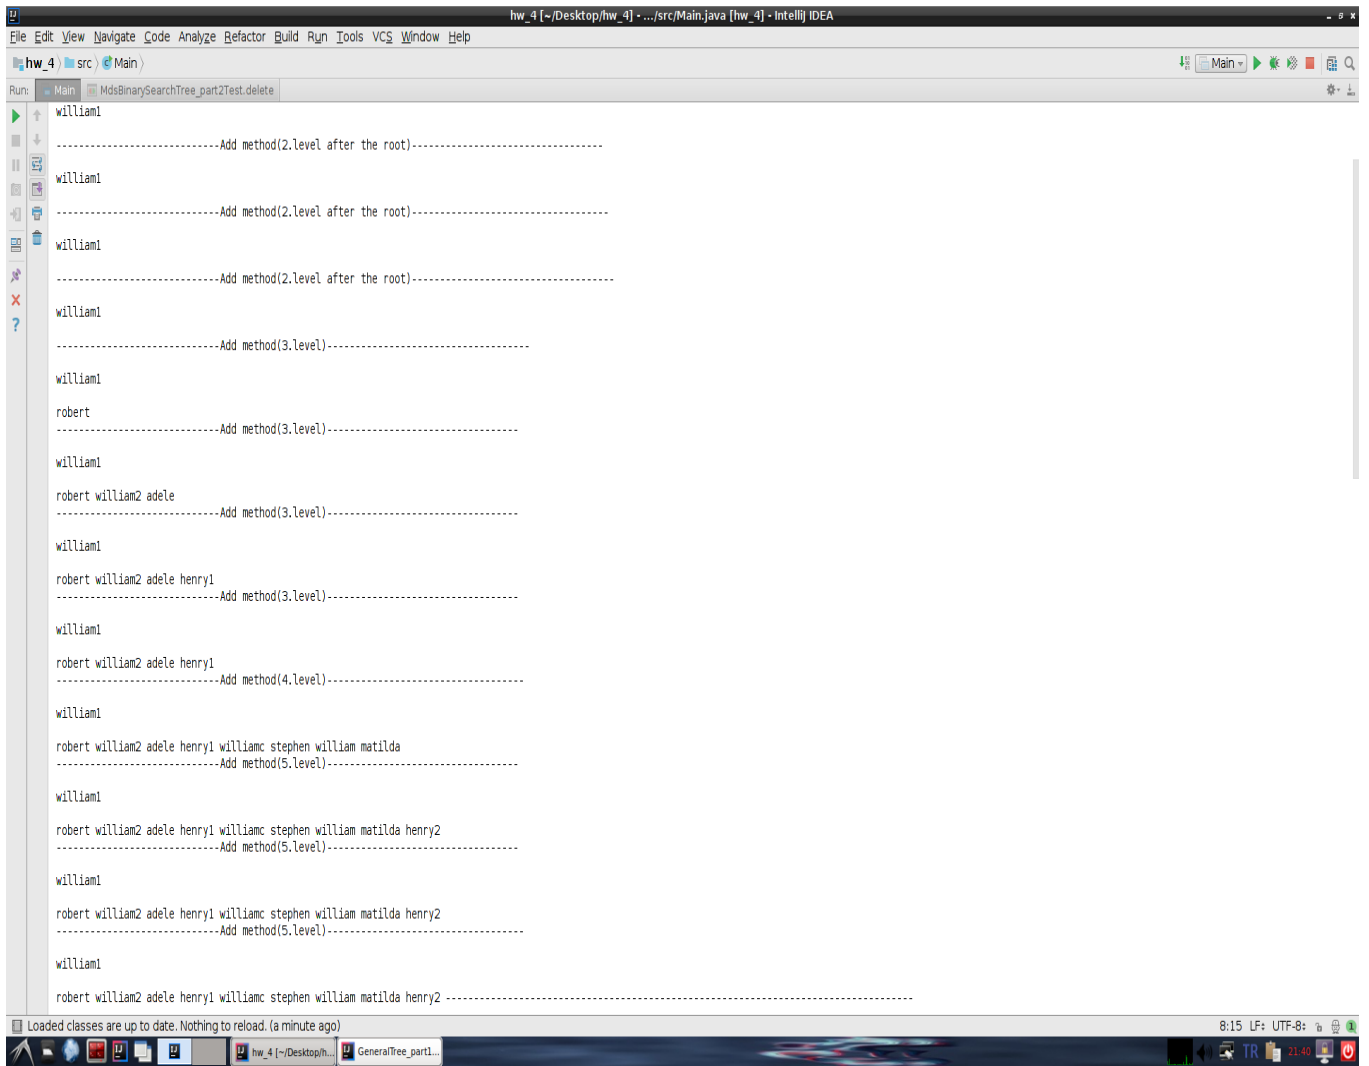 hw_4 [~/Desktop/hw_4] - .../src/Main.java [hw_4] - IntelliJ IDEA
File Edit View Navigate Code Analyze Refactor Build Run Tools VCS Window Help
hw_4 src Main Main
Run: Main MdsBinarySearchTree_part2Test.delete
william1
-----------------------------Add method(2.level after the root)----------------------------------
william1
-----------------------------Add method(2.level after the root)-----------------------------------
william1
-----------------------------Add method(2.level after the root)------------------------------------
william1
-----------------------------Add method(3.level)------------------------------------
william1
robert
-----------------------------Add method(3.level)----------------------------------
william1
robert william2 adele
-----------------------------Add method(3.level)----------------------------------
william1
robert william2 adele henry1
-----------------------------Add method(3.level)----------------------------------
william1
robert william2 adele henry1
-----------------------------Add method(4.level)-----------------------------------
william1
robert william2 adele henry1 williamc stephen william matilda
-----------------------------Add method(5.level)----------------------------------
william1
robert william2 adele henry1 williamc stephen william matilda henry2
-----------------------------Add method(5.level)----------------------------------
william1
robert william2 adele henry1 williamc stephen william matilda henry2
-----------------------------Add method(5.level)-----------------------------------
william1
robert william2 adele henry1 williamc stephen william matilda henry2 -----------------------------------------------------------------------------------
Loaded classes are up to date. Nothing to reload. (a minute ago) 8:15 LF: UTF-8: 1
hw_4 [~/Desktop/h... GeneralTree_part1... TR 21:40